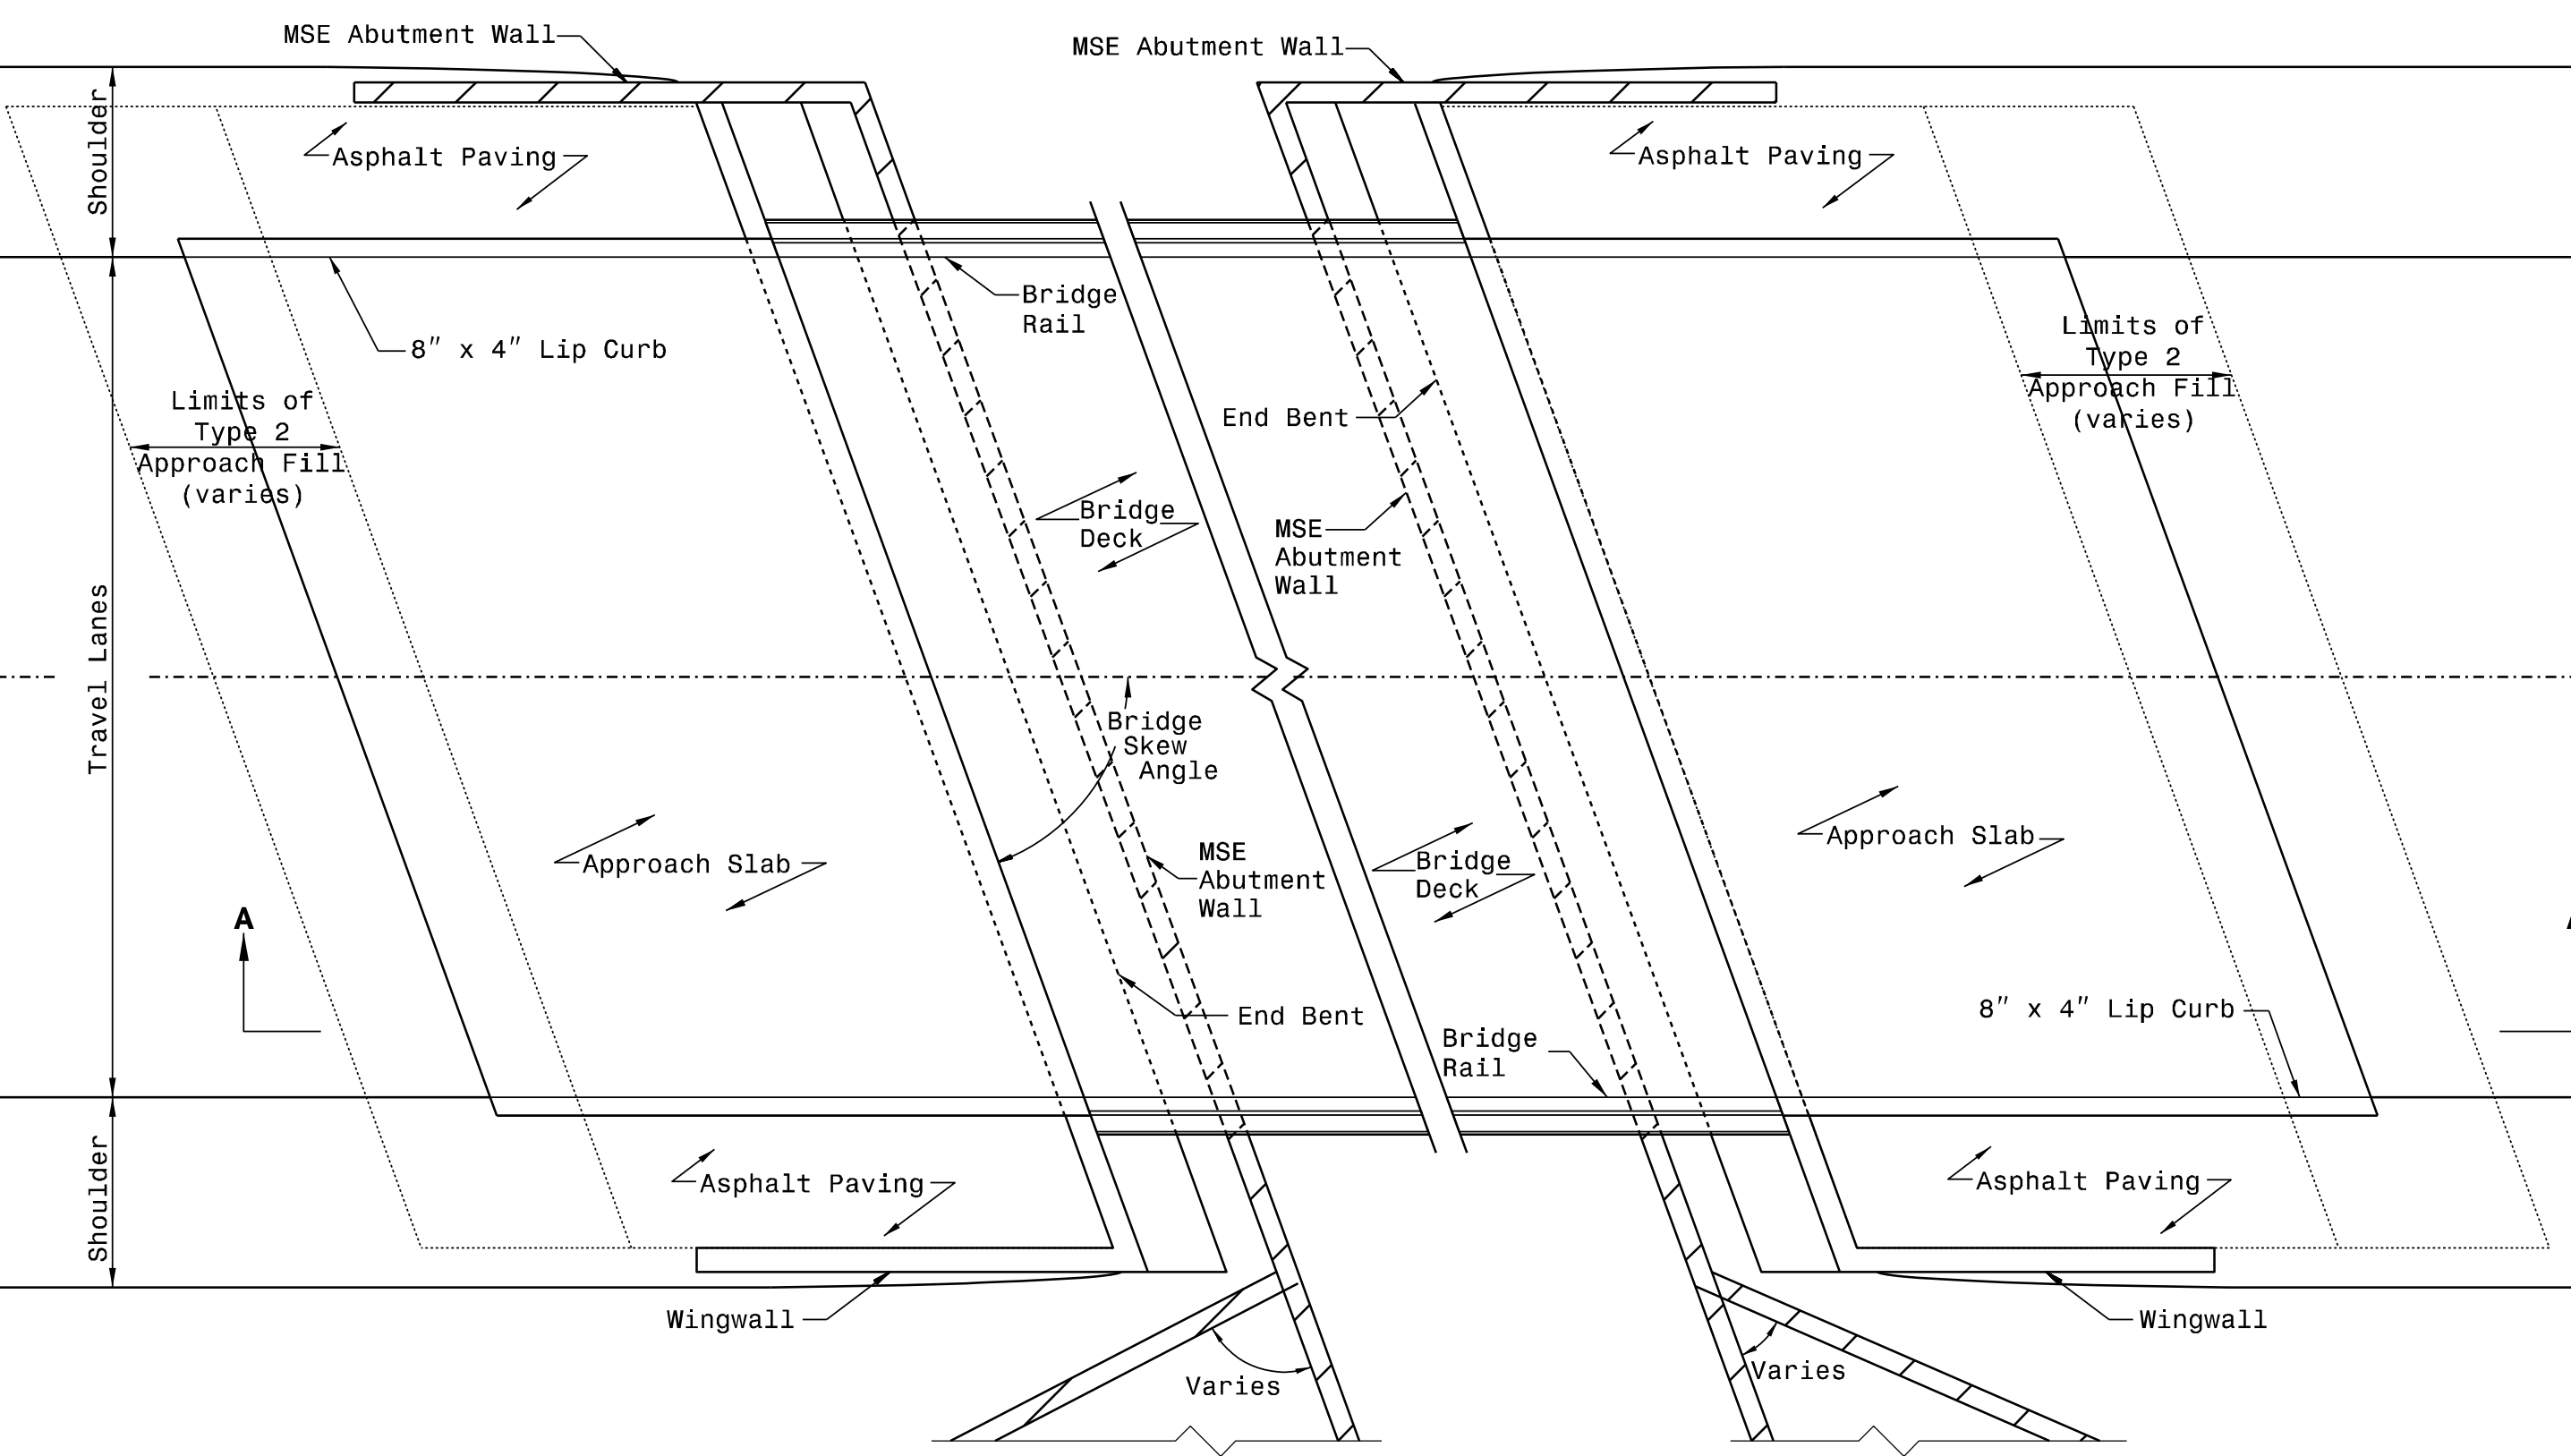 MSE Abutment Wall
MSE Abutment Wall
Shoulder
Asphalt Paving
Asphalt Paving
Bridge
Rail
8″ x 4″ Lip Curb
Limits of
Type 2
Approach Fill
(varies)
Limits of
Type 2
Approach Fill
(varies)
End Bent
Bridge
Deck
MSE
Abutment
Wall
Travel Lanes
Bridge
Skew
Angle
Approach Slab
MSE
Abutment
Wall
Bridge
Deck
Approach Slab
A
End Bent
Bridge
Rail
8″ x 4″ Lip Curb
Shoulder
Asphalt Paving
Asphalt Paving
Wingwall
Wingwall
Varies
Varies